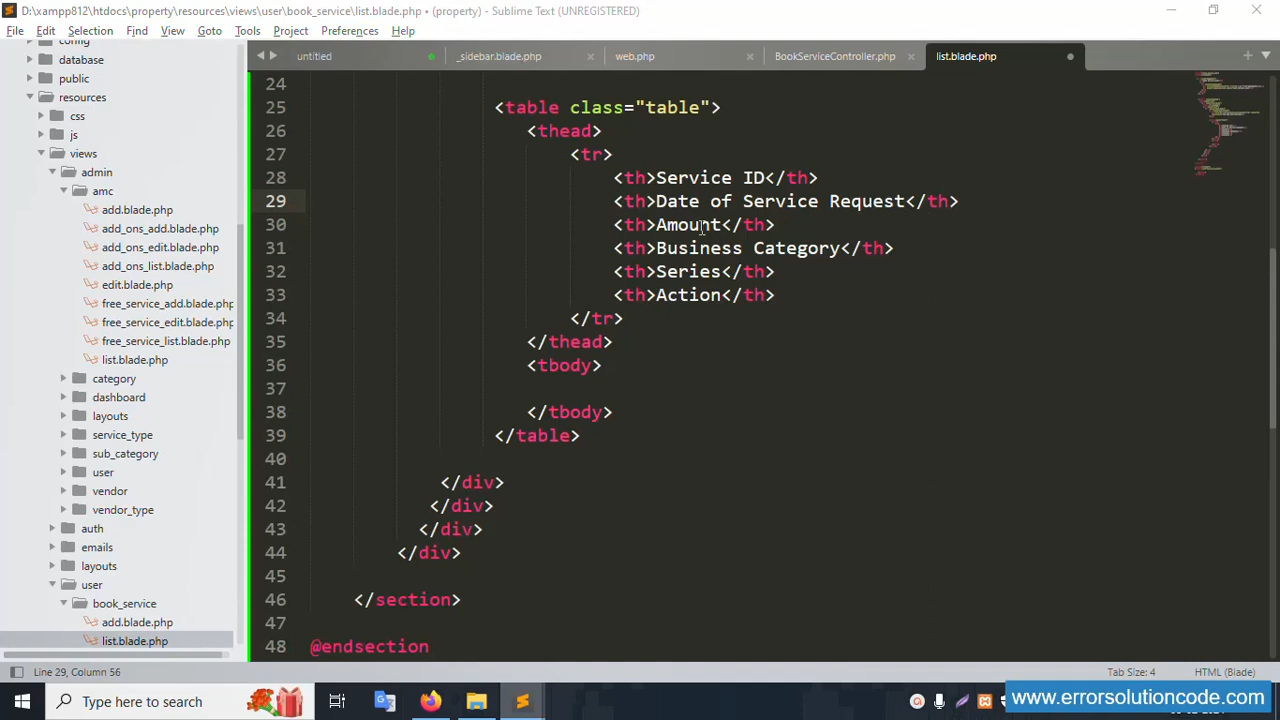 D:\xampp812\htdocs\property\resources\views\user\book_service\list.blade.php • (property) - Sublime Text (UNREGISTERED)
File Edit Selection Find View Goto Tools Project Preferences Help
untitled _sidebar.blade.php web.php BookServiceController.php list.blade.php
config
database
public
resources
css
js
views
admin
amc
add.blade.php
add_ons_add.blade.php
add_ons_edit.blade.php
add_ons_list.blade.php
edit.blade.php
free_service_add.blade.php
free_service_edit.blade.php
free_service_list.blade.php
list.blade.php
category
dashboard
layouts
service_type
sub_category
user
vendor
vendor_type
auth
emails
layouts
user
book_service
add.blade.php
list.blade.php
24
25 <table class="table">
26 <thead>
27 <tr>
28 <th>Service ID</th>
29 <th>Date of Service Request</th>
30 <th>Amount</th>
31 <th>Business Category</th>
32 <th>Series</th>
33 <th>Action</th>
34 </tr>
35 </thead>
36 <tbody>
37
38 </tbody>
39 </table>
40
41 </div>
42 </div>
43 </div>
44 </div>
45
46 </section>
47
48 @endsection
Line 29, Column 56 Tab Size: 4 HTML (Blade)
Type here to search
www.errorsolutioncode.com